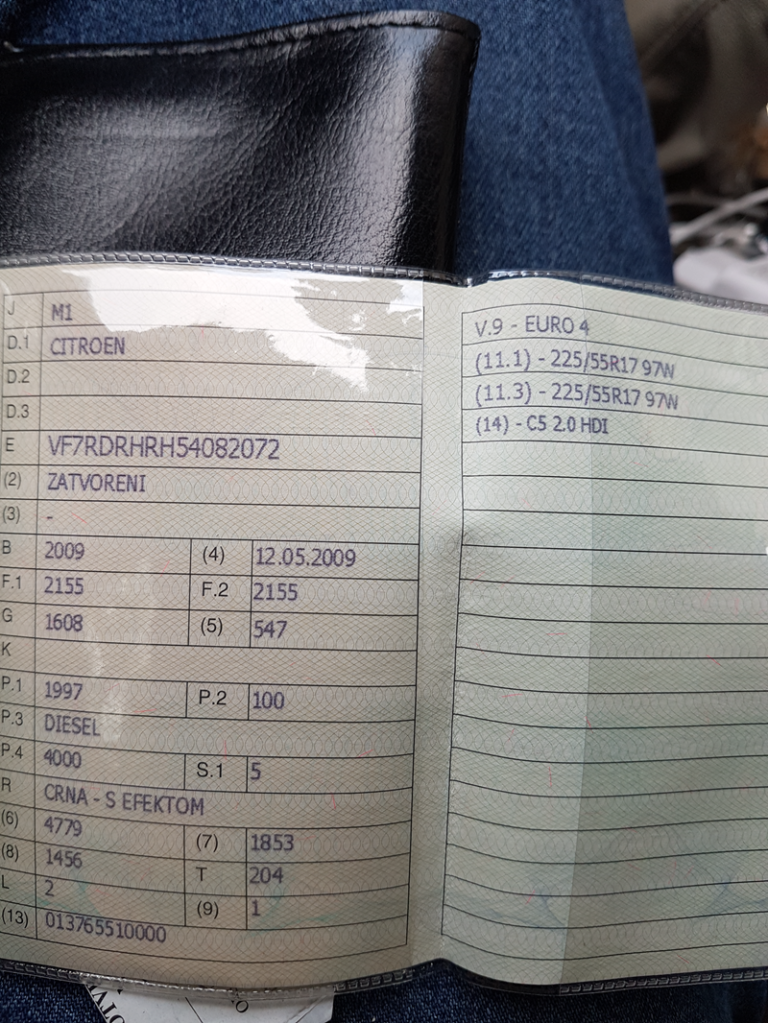 J M1
D.1 CITROEN
D.2
D.3
E VF7RDRHRH54082072
(2) ZATVORENI
(3) -
B 2009 (4) 12.05.2009
F.1 2155 F.2 2155
G 1608 (5) 547
K
P.1 1997 P.2 100
P.3 DIESEL
P.4 4000 S.1 5
R CRNA - S EFEKTOM
(6) 4779 (7) 1853
(8) 1456 T 204
L 2 (9) 1
(13) 013765510000
V.9 - EURO 4
(11.1) - 225/55R17 97W
(11.3) - 225/55R17 97W
(14) - C5 2.0 HDI